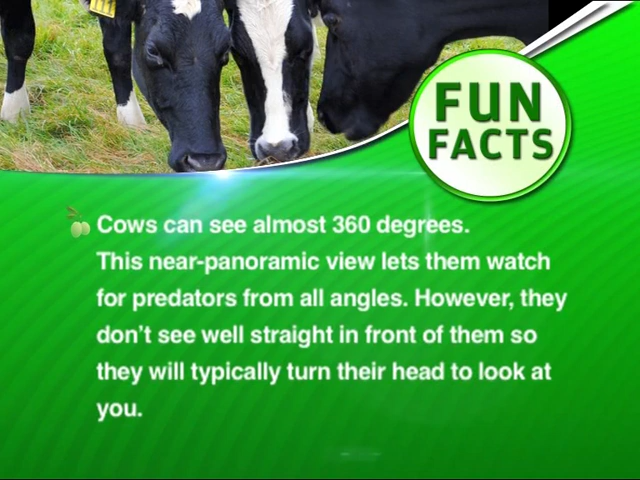 FUN
FACTS
Cows can see almost 360 degrees.
This near-panoramic view lets them watch
for predators from all angles. However, they
don't see well straight in front of them so
they will typically turn their head to look at
you.